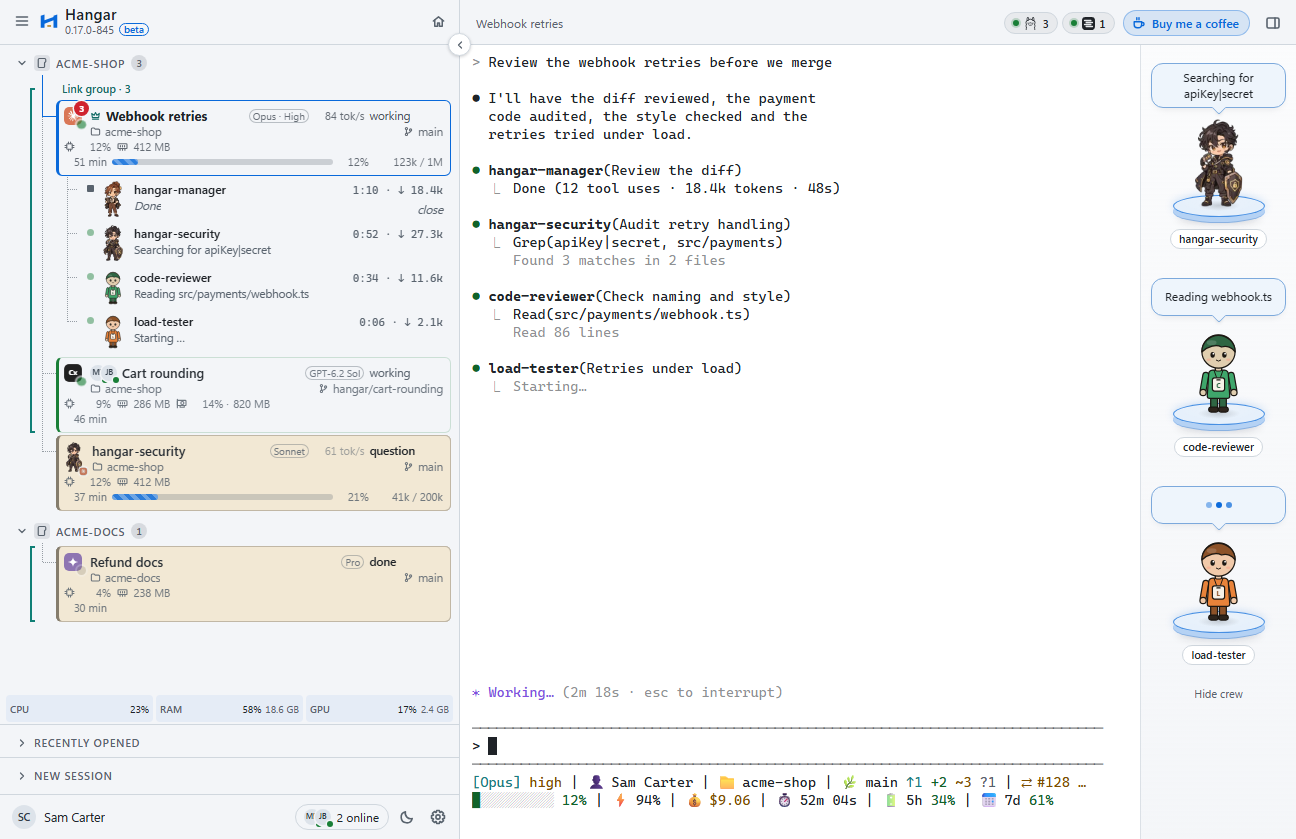 Hangar
0.17.0-845 beta
ACME-SHOP 3
Link group · 3
3
Webhook retries Opus · High 84 tok/s working
acme-shop main
12% 412 MB
51 min 12% 123k / 1M
hangar-manager 1:10 · ↓ 18.4k
Done close
hangar-security 0:52 · ↓ 27.3k
Searching for apiKey|secret
code-reviewer 0:34 · ↓ 11.6k
Reading src/payments/webhook.ts
load-tester 0:06 · ↓ 2.1k
Starting ...
Cx M JB Cart rounding GPT-6.2 Sol working
acme-shop hangar/cart-rounding
9% 286 MB 14% · 820 MB
46 min
hangar-security Sonnet 61 tok/s question
acme-shop main
12% 412 MB
37 min 21% 41k / 200k
ACME-DOCS 1
Refund docs Pro done
acme-docs main
4% 238 MB
30 min
CPU 23% RAM 58% 18.6 GB GPU 17% 2.4 GB
RECENTLY OPENED
NEW SESSION
SC Sam Carter M JB 2 online
Webhook retries 3 1 Buy me a coffee
> Review the webhook retries before we merge
● I'll have the diff reviewed, the payment
code audited, the style checked and the
retries tried under load.
● hangar-manager(Review the diff)
⎿ Done (12 tool uses · 18.4k tokens · 48s)
● hangar-security(Audit retry handling)
⎿ Grep(apiKey|secret, src/payments)
Found 3 matches in 2 files
● code-reviewer(Check naming and style)
⎿ Read(src/payments/webhook.ts)
Read 86 lines
● load-tester(Retries under load)
⎿ Starting…
* Working… (2m 18s · esc to interrupt)
>
[Opus] high | Sam Carter | acme-shop | main ↑1 +2 ~3 ?1 | ⇄ #128 …
12% | 94% | $9.06 | 52m 04s | 5h 34% | 7d 61%
Searching for
apiKey|secret
hangar-security
Reading webhook.ts
C
code-reviewer
L
load-tester
Hide crew